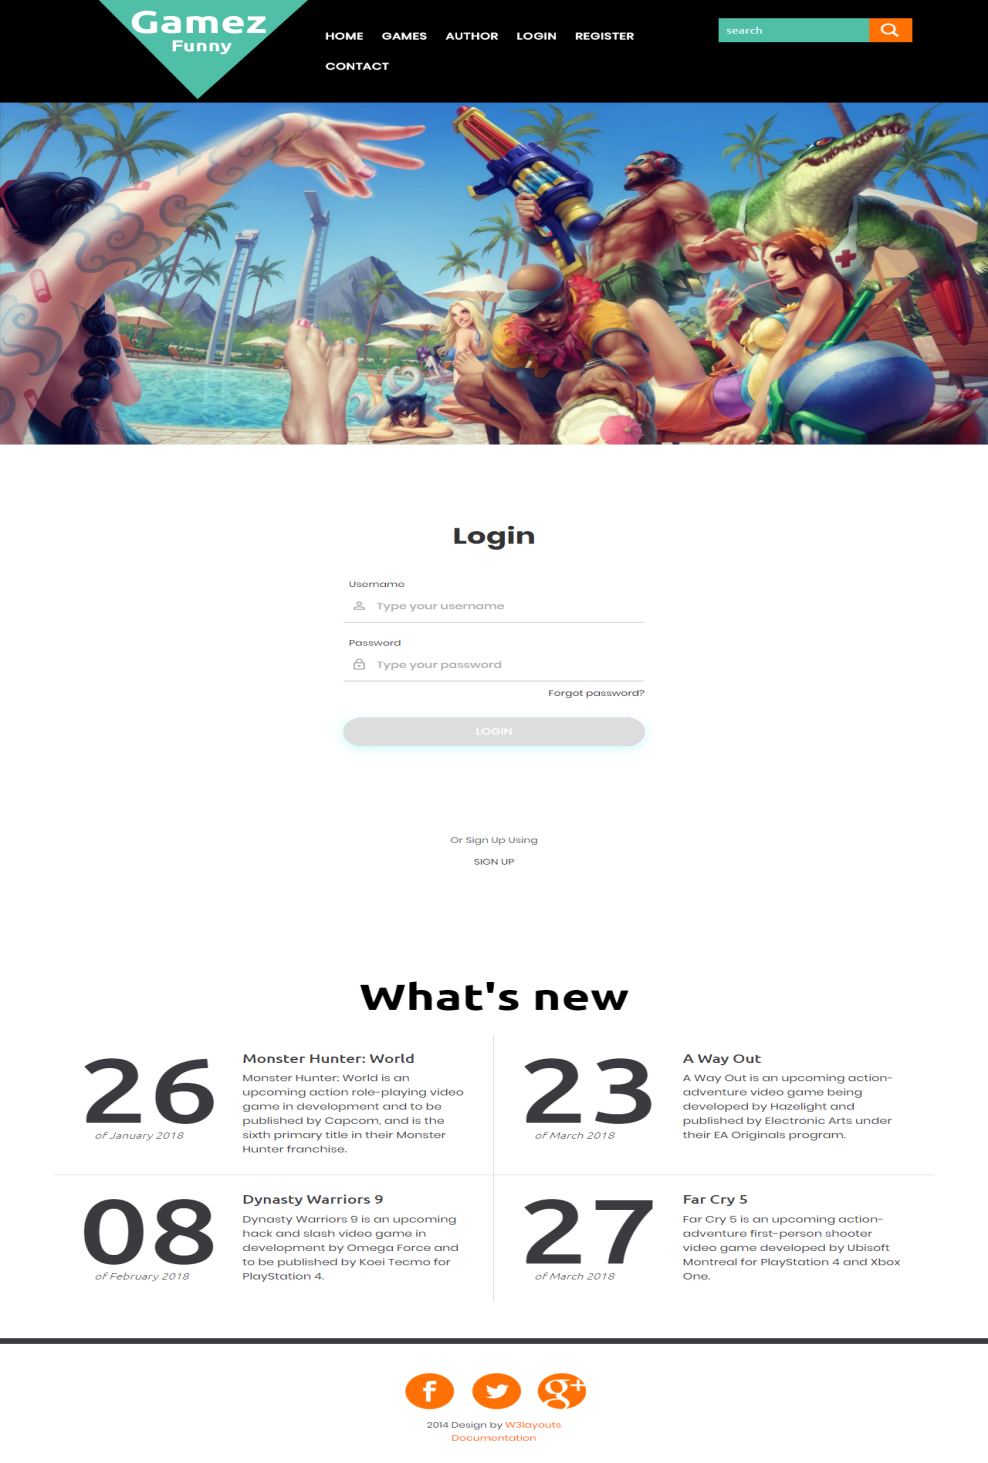 Gamez
Funny
HOME GAMES AUTHOR LOGIN REGISTER
CONTACT
search
Login
Username
Type your username
Password
Type your password
Forgot password?
LOGIN
Or Sign Up Using
SIGN UP
What's new
26
of January 2018
Monster Hunter: World
Monster Hunter: World is an
upcoming action role-playing video
game in development and to be
published by Capcom, and is the
sixth primary title in their Monster
Hunter franchise.
23
of March 2018
A Way Out
A Way Out is an upcoming action-
adventure video game being
developed by Hazelight and
published by Electronic Arts under
their EA Originals program.
08
of February 2018
Dynasty Warriors 9
Dynasty Warriors 9 is an upcoming
hack and slash video game in
development by Omega Force and
to be published by Koei Tecmo for
PlayStation 4.
27
of March 2018
Far Cry 5
Far Cry 5 is an upcoming action-
adventure first-person shooter
video game developed by Ubisoft
Montreal for PlayStation 4 and Xbox
One.
f
g+
2014 Design by W3layouts
Documentation